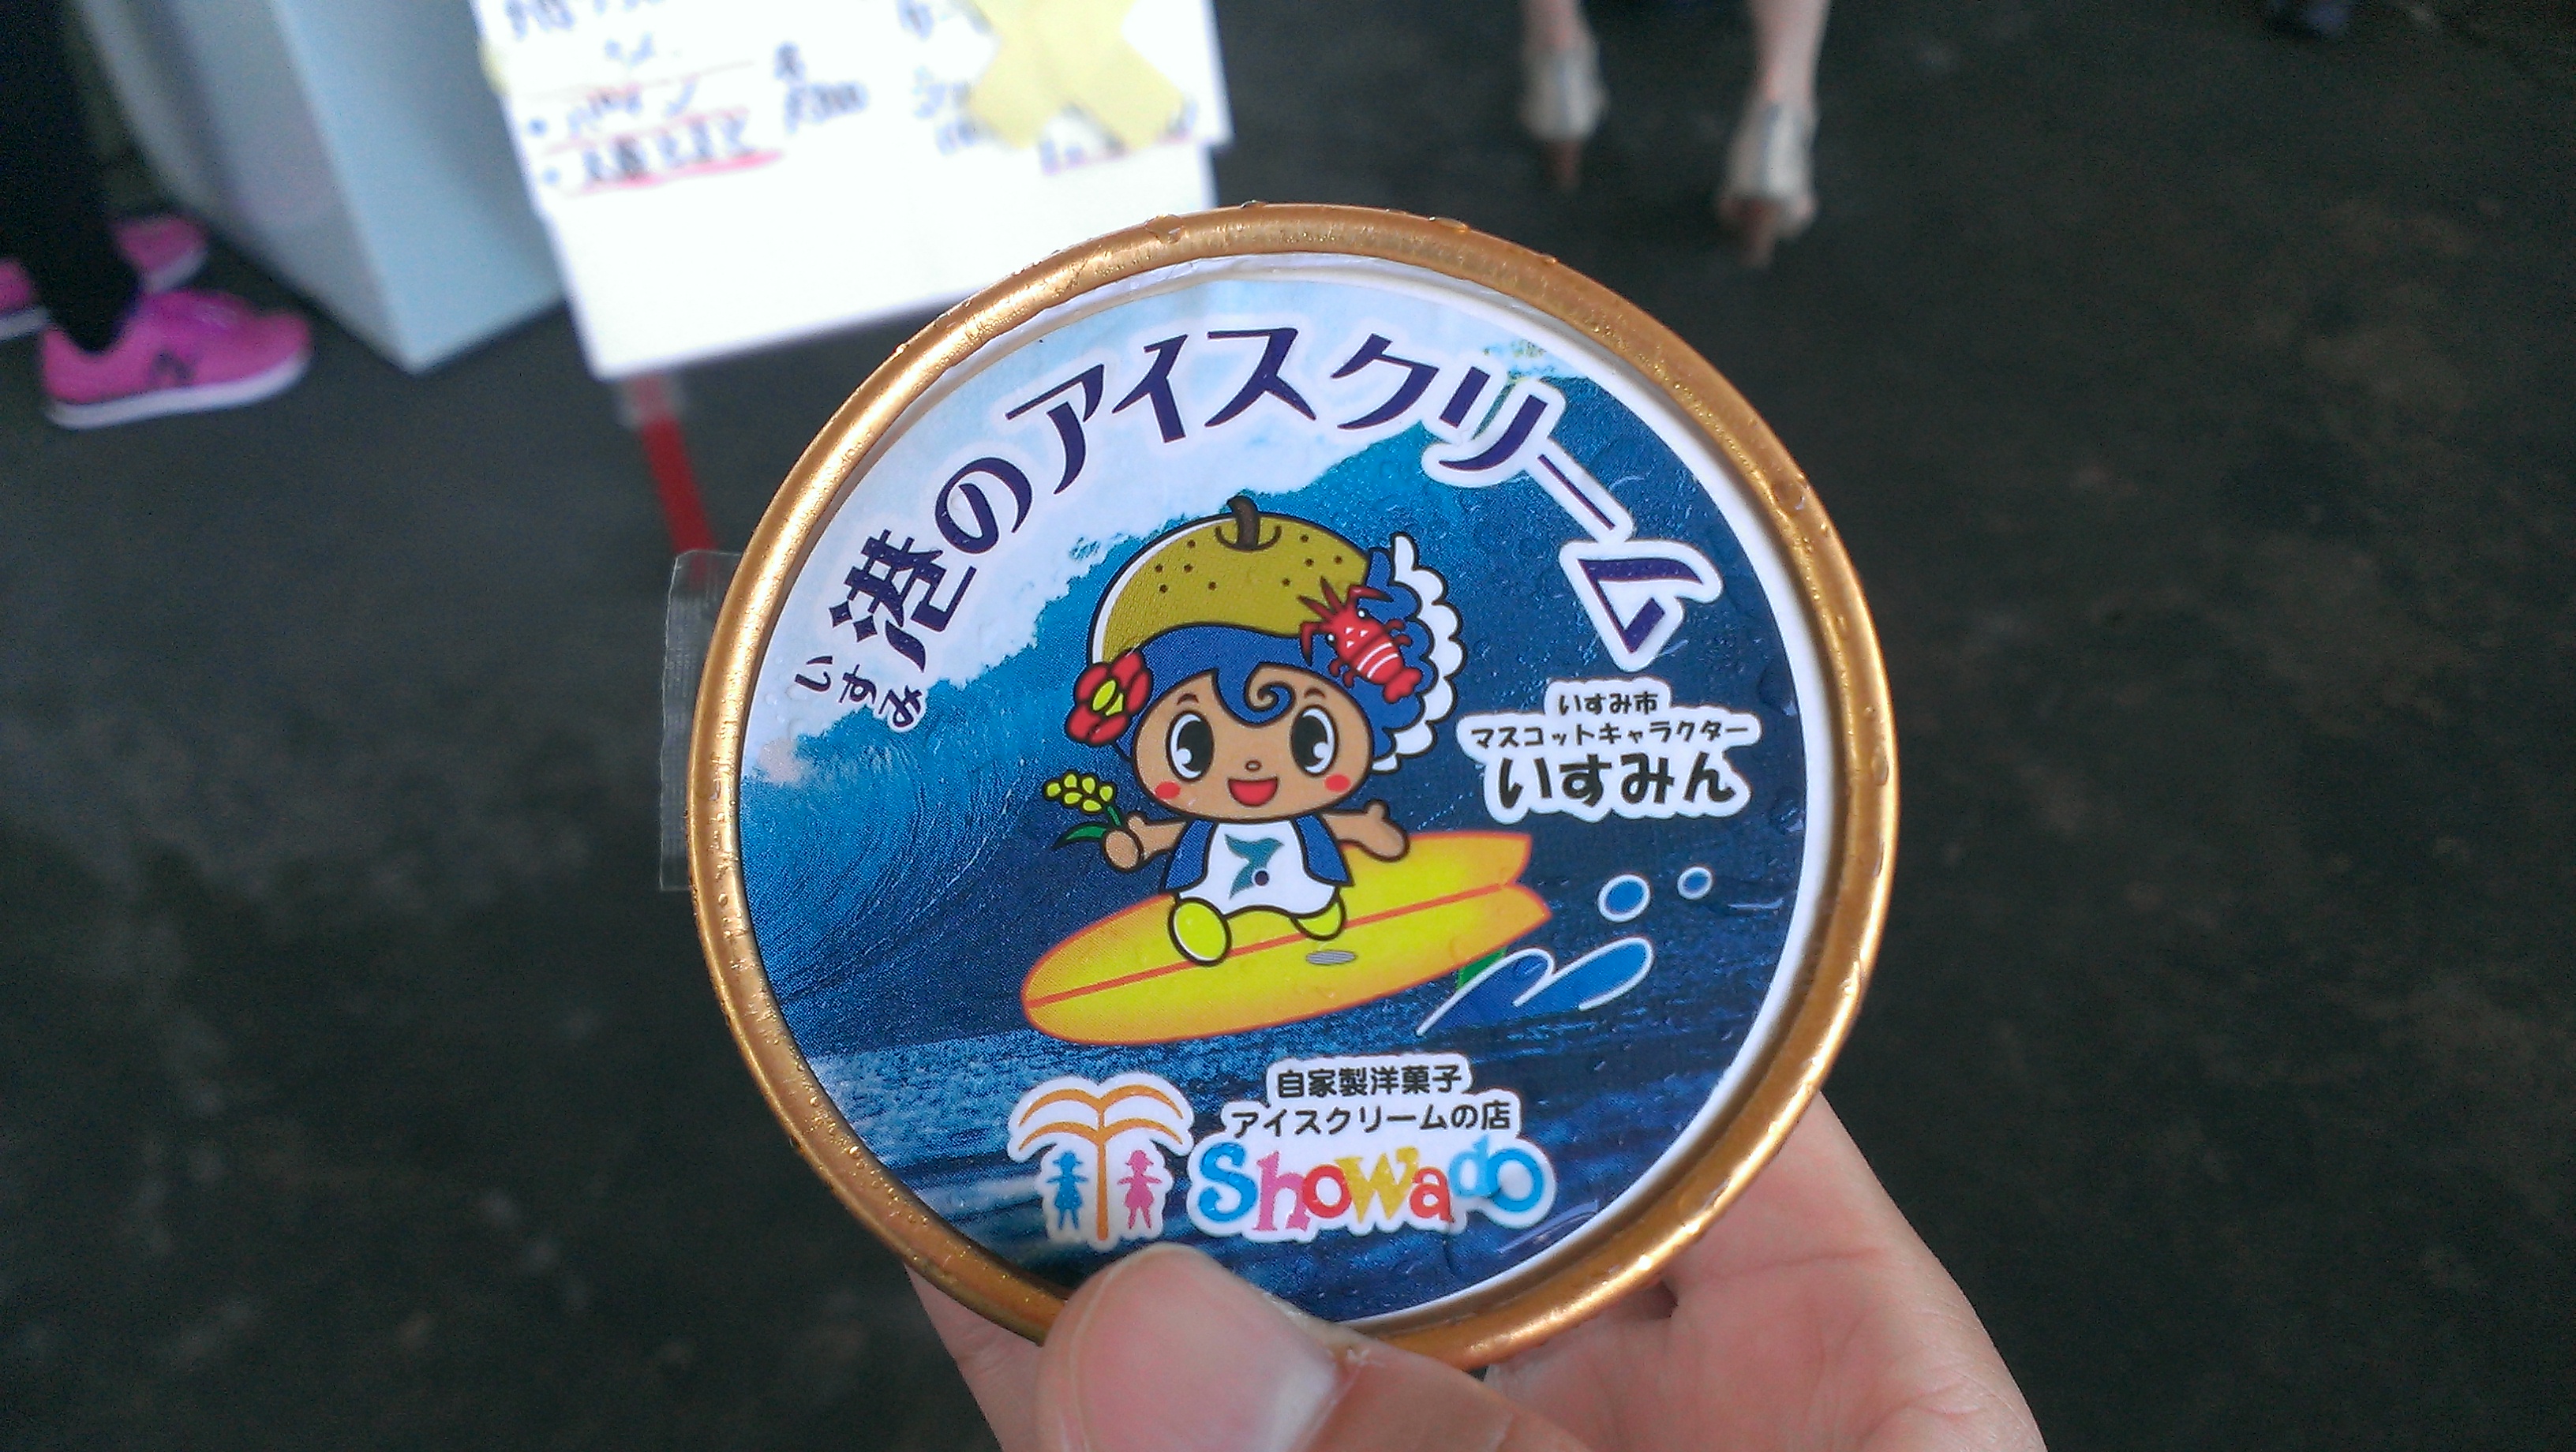 いすみ
港のアイスクリーム
いすみ市
マスコットキャラクター
いすみん
自家製洋菓子
アイスクリームの店
Showado